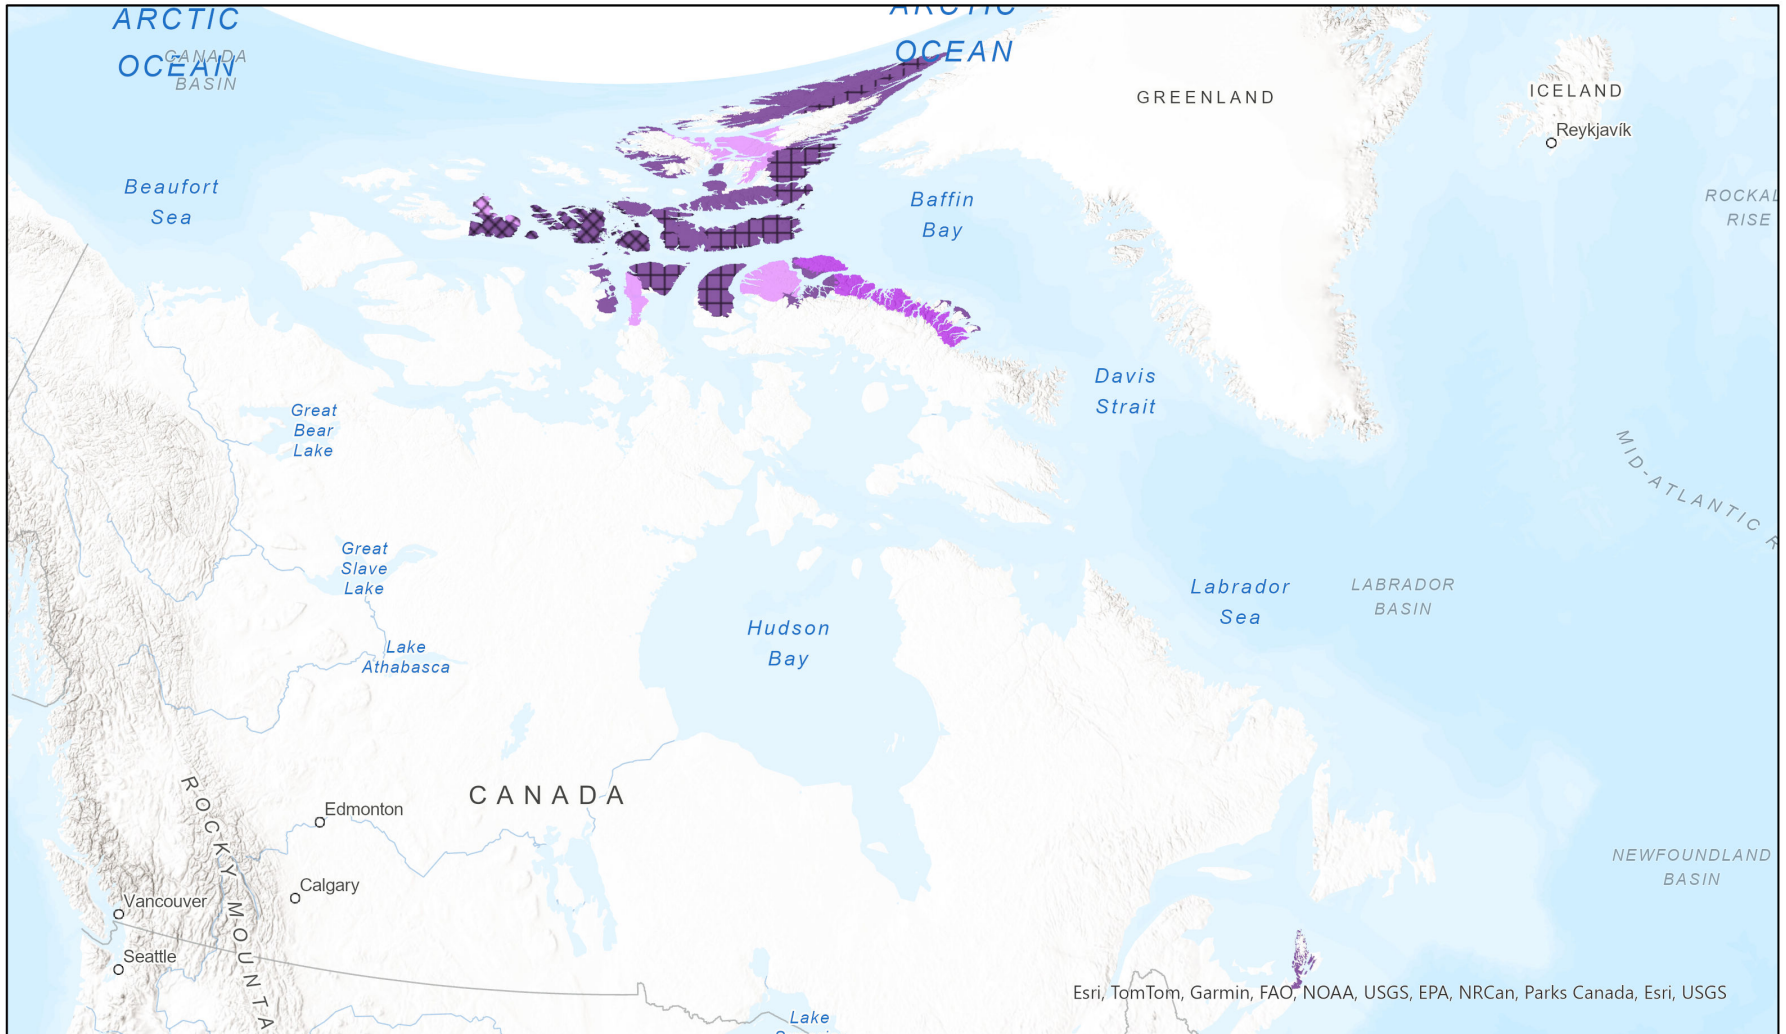 ARCTIC
OCEAN
CANADA
BASIN
ARCTIC
OCEAN
GREENLAND
ICELAND
Reykjavík
Beaufort
Sea
Baffin
Bay
ROCKAL
RISE
Davis
Strait
Great
Bear
Lake
MID-ATLANTIC R
Great
Slave
Lake
Labrador
Sea
LABRADOR
BASIN
Hudson
Bay
Lake
Athabasca
CANADA
Edmonton
ROCKY MOUNTA
Calgary
Vancouver
Seattle
NEWFOUNDLAND
BASIN
Esri, TomTom, Garmin, FAO, NOAA, USGS, EPA, NRCan, Parks Canada, Esri, USGS
Lake